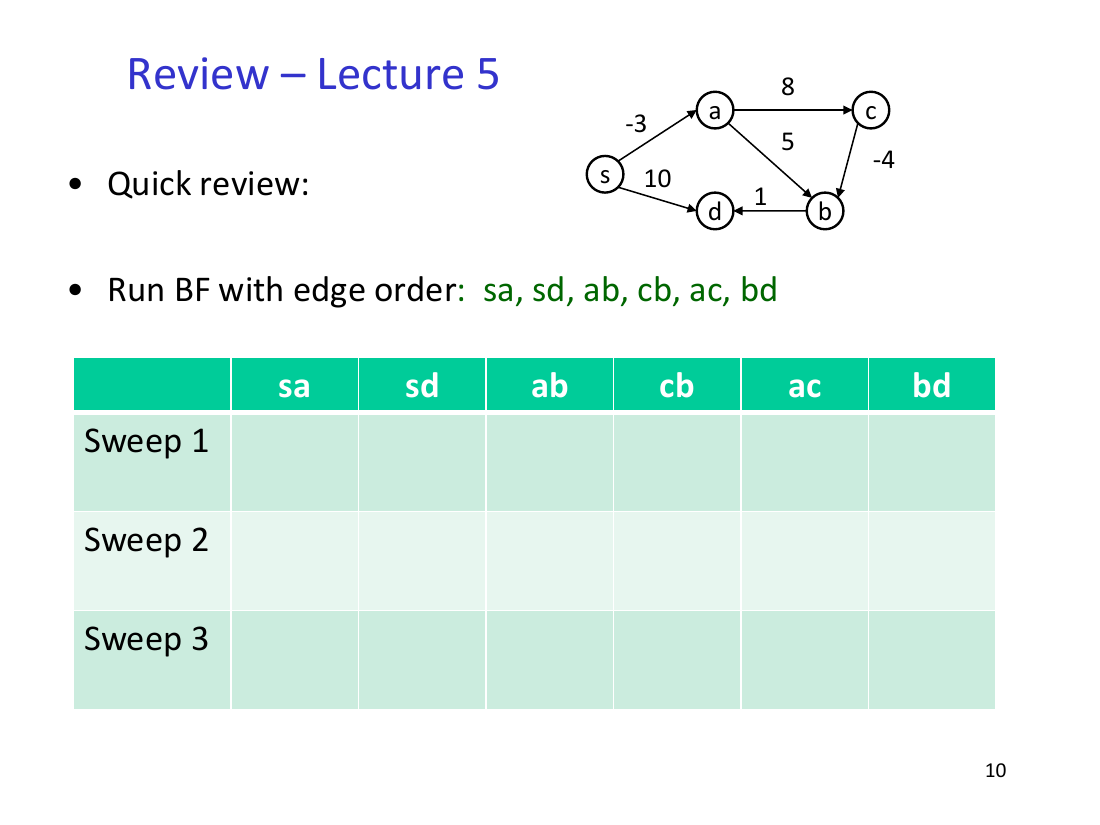 Review – Lecture 5
8
a
c
-3
5
-4
s
10
1
d
b
• Quick review:
• Run BF with edge order: sa, sd, ab, cb, ac, bd
sa sd ab cb ac bd
Sweep 1
Sweep 2
Sweep 3
10